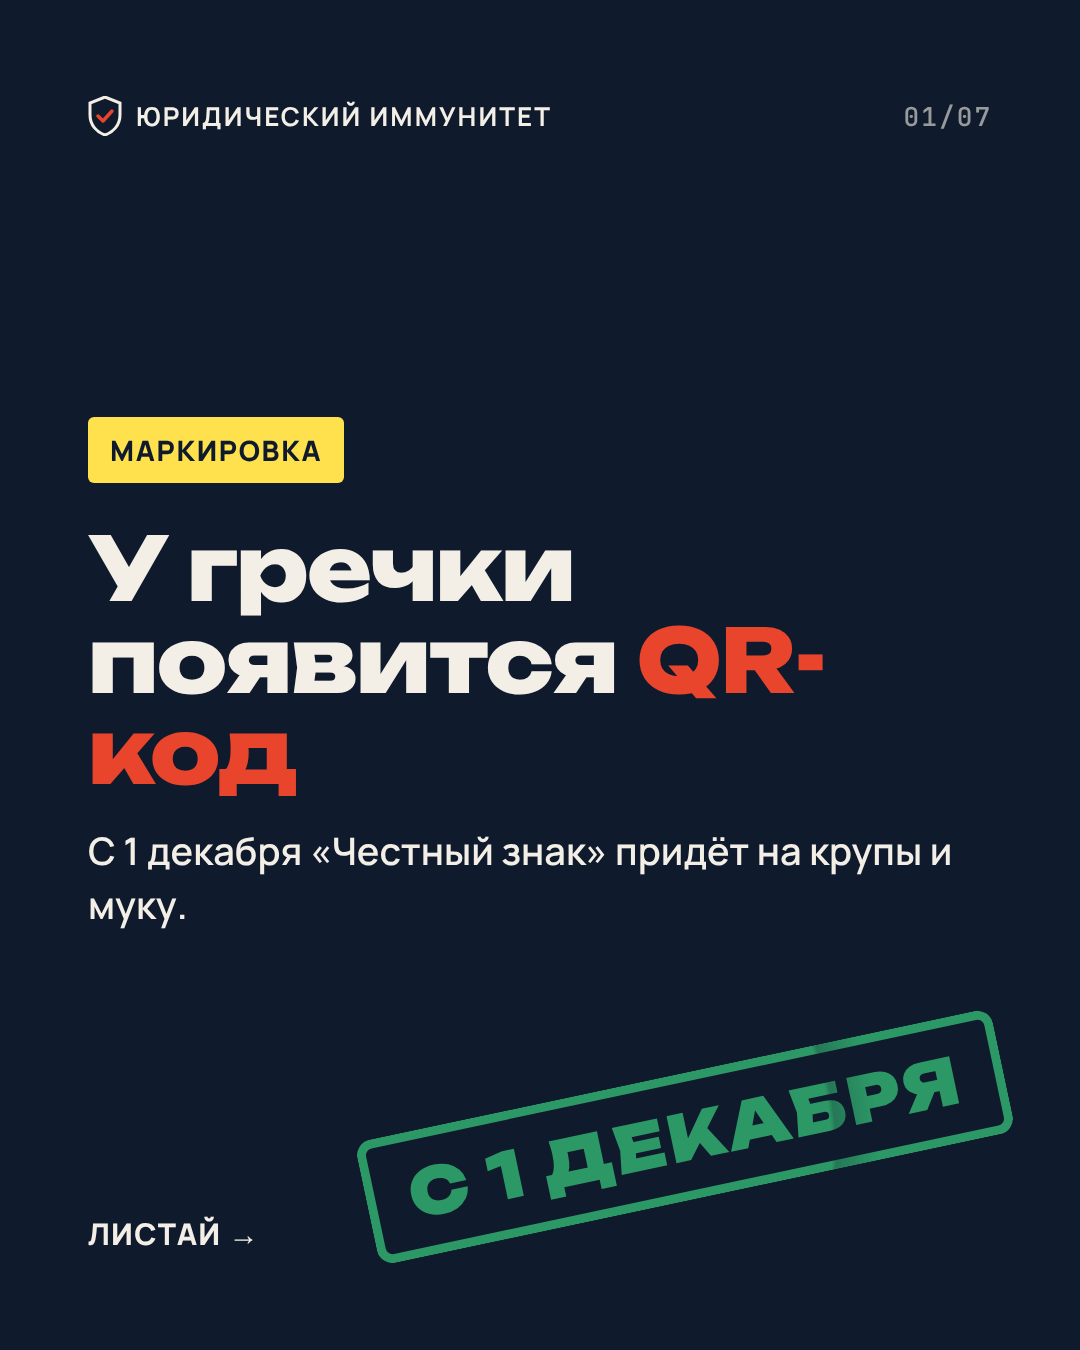 ЮРИДИЧЕСКИЙ ИММУНИТЕТ
01/07
МАРКИРОВКА
У гречки
появится QR-
код
С 1 декабря «Честный знак» придёт на крупы и
муку.
С 1 ДЕКАБРЯ
ЛИСТАЙ →